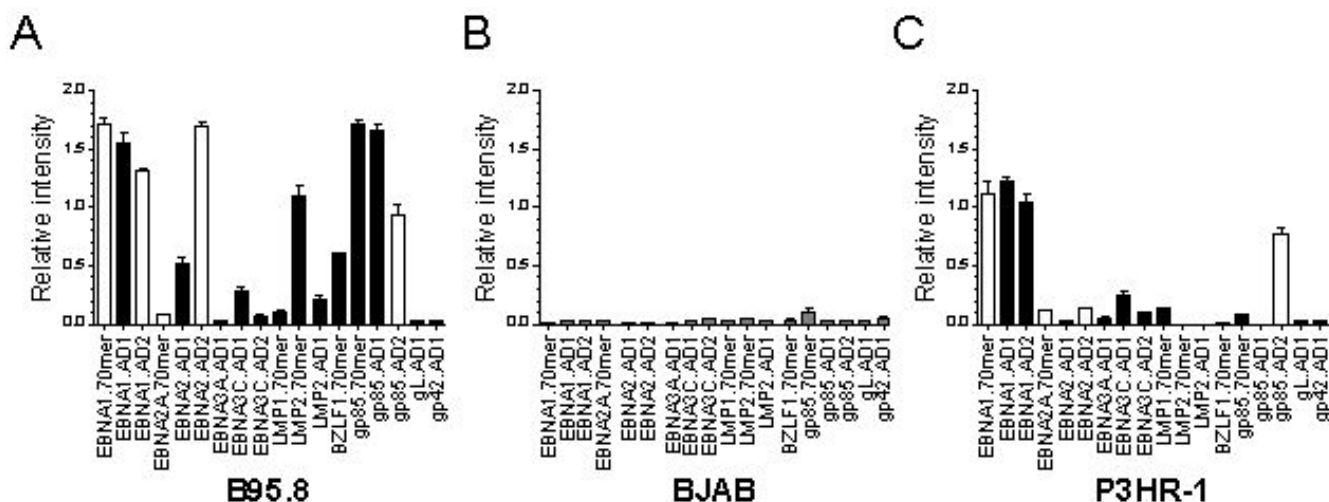 A
B
C
Relative intensity
2.0
1.5
1.0
0.5
0.0
EBNA1.70mer
EBNA1.AD1
EBNA1.AD2
EBNA2A.70mer
EBNA2.AD1
EBNA2.AD2
EBNA3A.AD1
EBNA3C.AD1
EBNA3C.AD2
LMP1.70mer
LMP2.70mer
LMP2.AD1
BZLF1.70mer
gp85.70mer
gp85.AD1
gp85.AD2
gL.AD1
gp42.AD1
B95.8
Relative intensity
2.0
1.5
1.0
0.5
0.0
EBNA1.70mer
EBNA1.AD1
EBNA1.AD2
EBNA2A.70mer
EBNA2.AD1
EBNA2.AD2
EBNA3A.AD1
EBNA3C.AD1
EBNA3C.AD2
LMP1.70mer
LMP2.70mer
LMP2.AD1
BZLF1.70mer
gp85.70mer
gp85.AD1
gp85.AD2
gL.AD1
gp42.AD1
BJAB
Relative intensity
2.0
1.5
1.0
0.5
0.0
EBNA1.70mer
EBNA1.AD1
EBNA1.AD2
EBNA2A.70mer
EBNA2.AD1
EBNA2.AD2
EBNA3A.AD1
EBNA3C.AD1
EBNA3C.AD2
LMP1.70mer
LMP2.70mer
LMP2.AD1
BZLF1.70mer
gp85.70mer
gp85.AD1
gp85.AD2
gL.AD1
gp42.AD1
P3HR-1